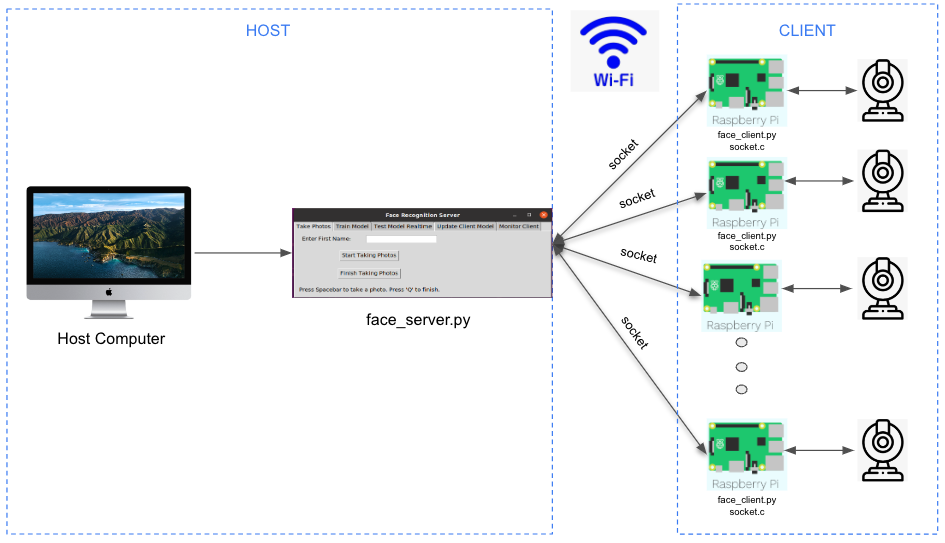 HOST
Wi-Fi
CLIENT
Raspberry Pi
face_client.py
socket.c
socket
Raspberry Pi
face_client.py
socket.c
socket
Face Recognition Server
Take Photos Train Model Test Model Realtime Update Client Model Monitor Client
Enter First Name:
Start Taking Photos
Finish Taking Photos
Press Spacebar to take a photo. Press 'Q' to finish.
face_server.py
Host Computer
socket
Raspberry Pi
socket
Raspberry Pi
face_client.py
socket.c